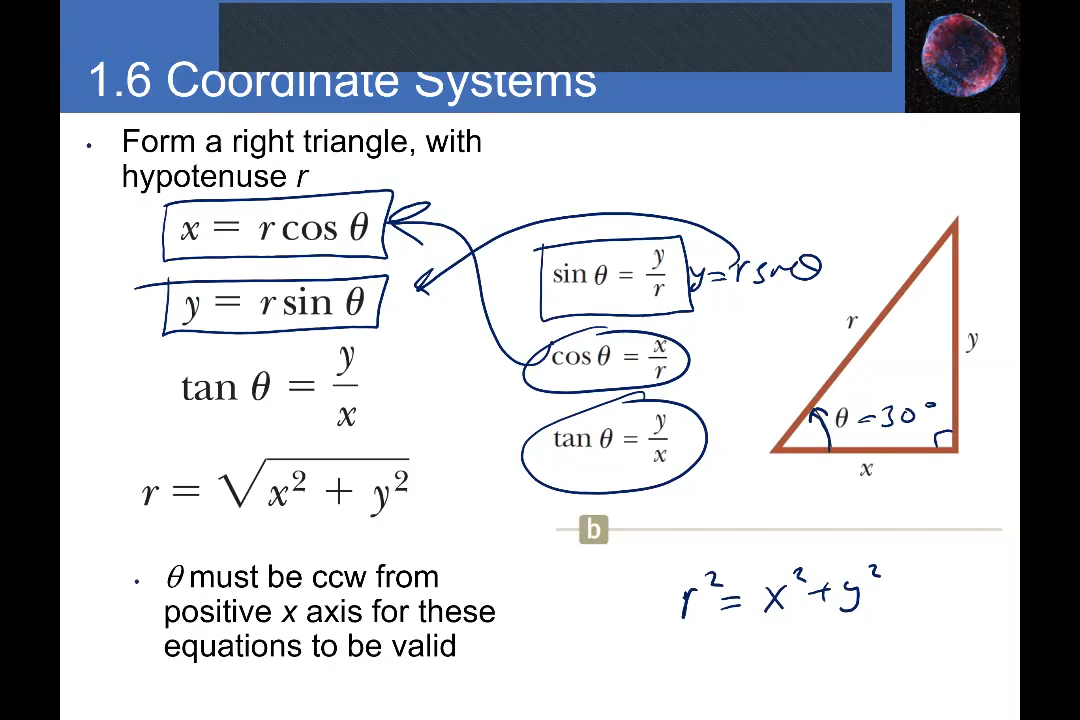 1.6 Coordinate Systems
• Form a right triangle, with
hypotenuse r
x = r cos θ
y = r sin θ
tan θ = y/x
r = √(x² + y²)
• θ must be ccw from
positive x axis for these
equations to be valid
sin θ = y/r
y = r sin θ
cos θ = x/r
tan θ = y/x
r
y
θ = 30°
x
b
r² = x² + y²